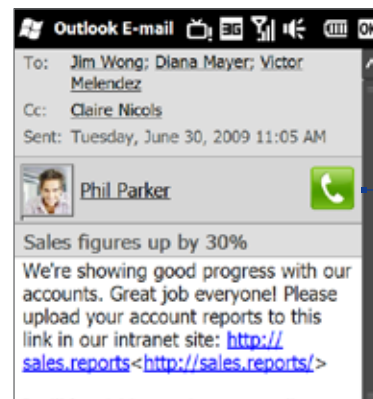 Outlook E-mail 3G OK
To: Jim Wong; Diana Mayer; Victor
Melendez
Cc: Claire Nicols
Sent: Tuesday, June 30, 2009 11:05 AM
Phil Parker
Sales figures up by 30%
We're showing good progress with our
accounts. Great job everyone! Please
upload your account reports to this
link in our intranet site: http://
sales.reports<http://sales.reports/>